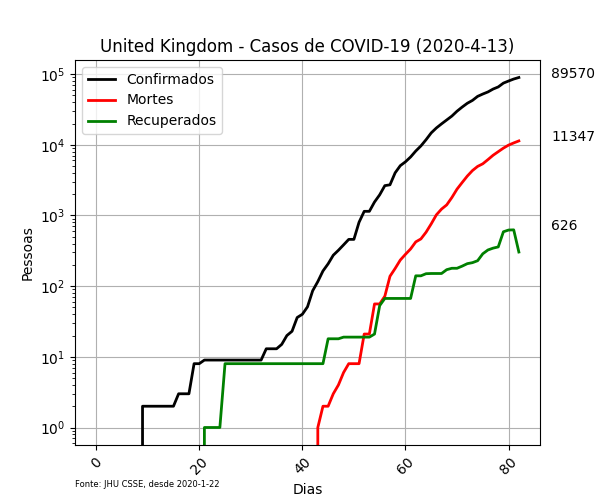 United Kingdom - Casos de COVID-19 (2020-4-13)
Confirmados
Mortes
Recuperados
89570
11347
626
10^5
10^4
10^3
10^2
10^1
10^0
Pessoas
0
20
40
60
80
Dias
Fonte: JHU CSSE, desde 2020-1-22